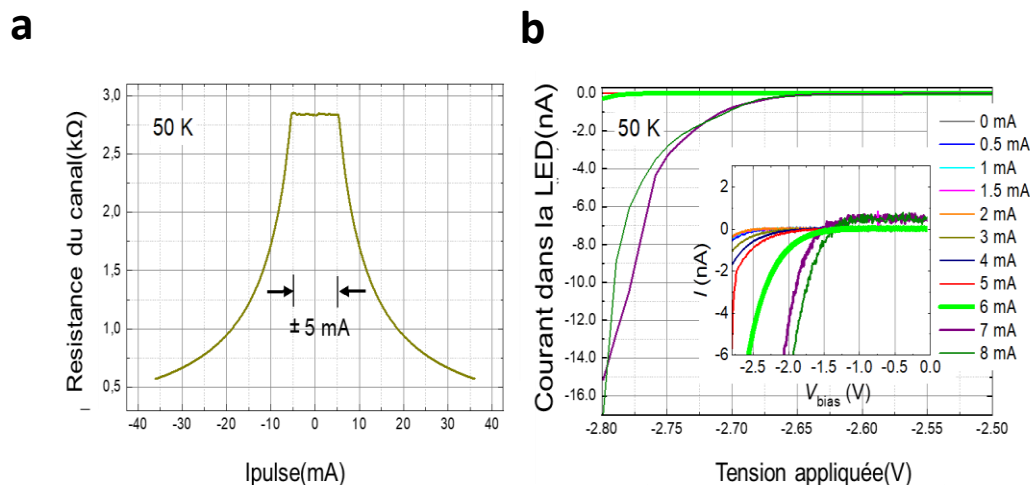 a
Resistance du canal(kΩ)
3,0
2,5
2,0
1,5
1,0
0,5
50 K
± 5 mA
-40 -30 -20 -10 0 10 20 30 40
Ipulse(mA)
b
Courant dans la LED(nA)
0.0
-2.0
-4.0
-6.0
-8.0
-10.0
-12.0
-14.0
-16.0
50 K
I (nA)
2
0
-3
-6
-2.5 -2.0 -1.5 -1.0 -0.5 0.0
Vbias (V)
0 mA
0.5 mA
1 mA
1.5 mA
2 mA
3 mA
4 mA
5 mA
6 mA
7 mA
8 mA
-2.80 -2.75 -2.70 -2.65 -2.60 -2.55 -2.50
Tension appliquée(V)